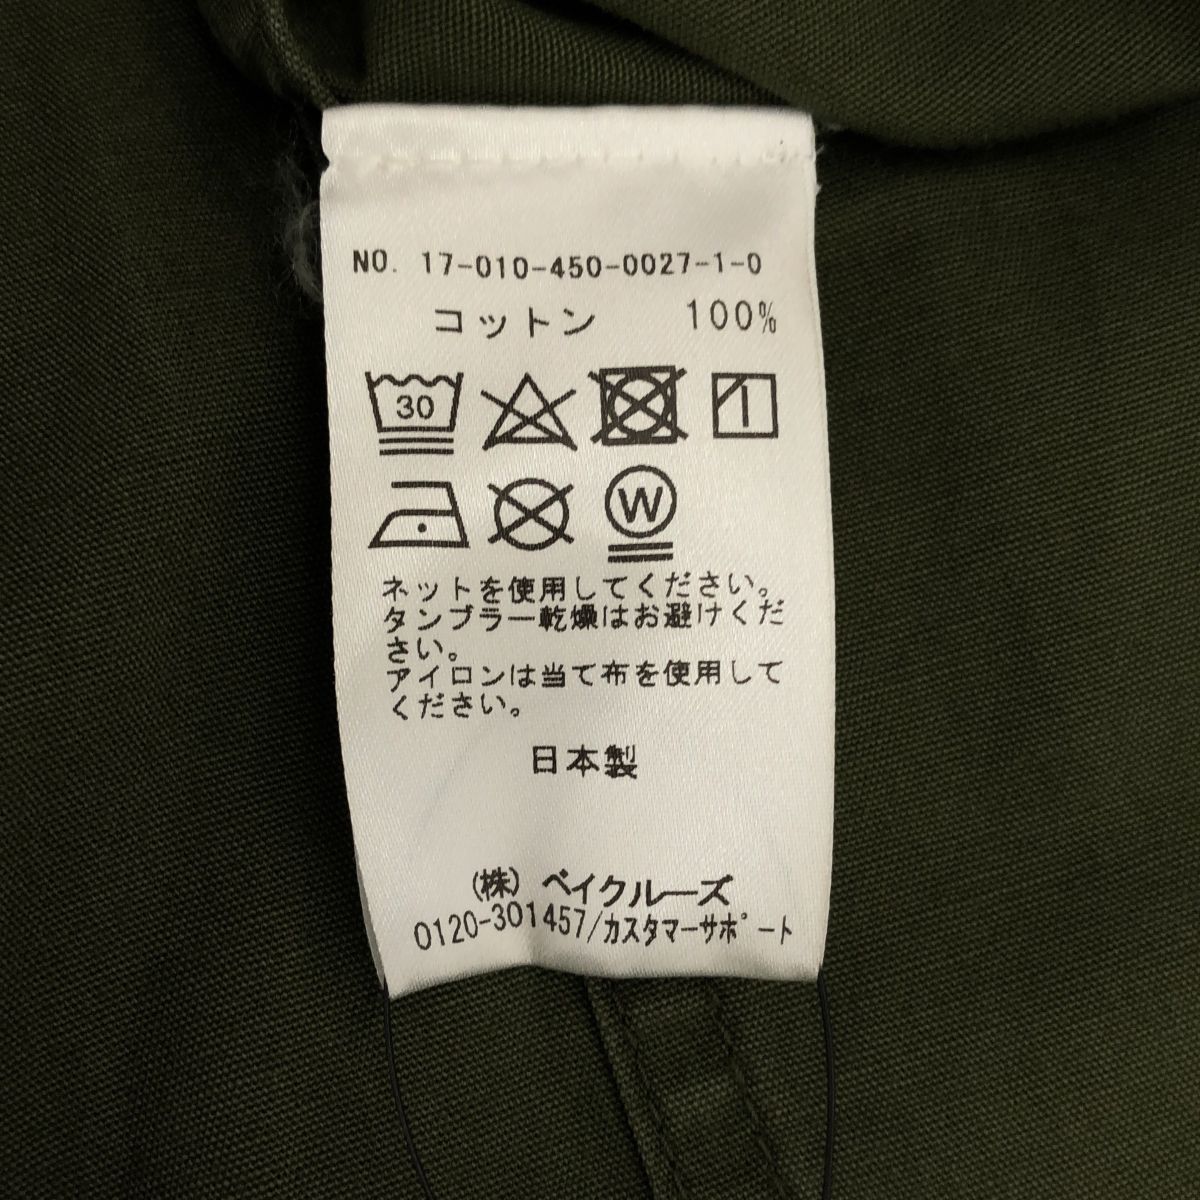 NO. 17-010-450-0027-1-0
コットン 100%
30
W
ネットを使用してください。
タンブラー乾燥はお避けくだ
さい。
アイロンは当て布を使用して
ください。
日本製
(株) ベイクルーズ
0120-301457/カスタマーサポート